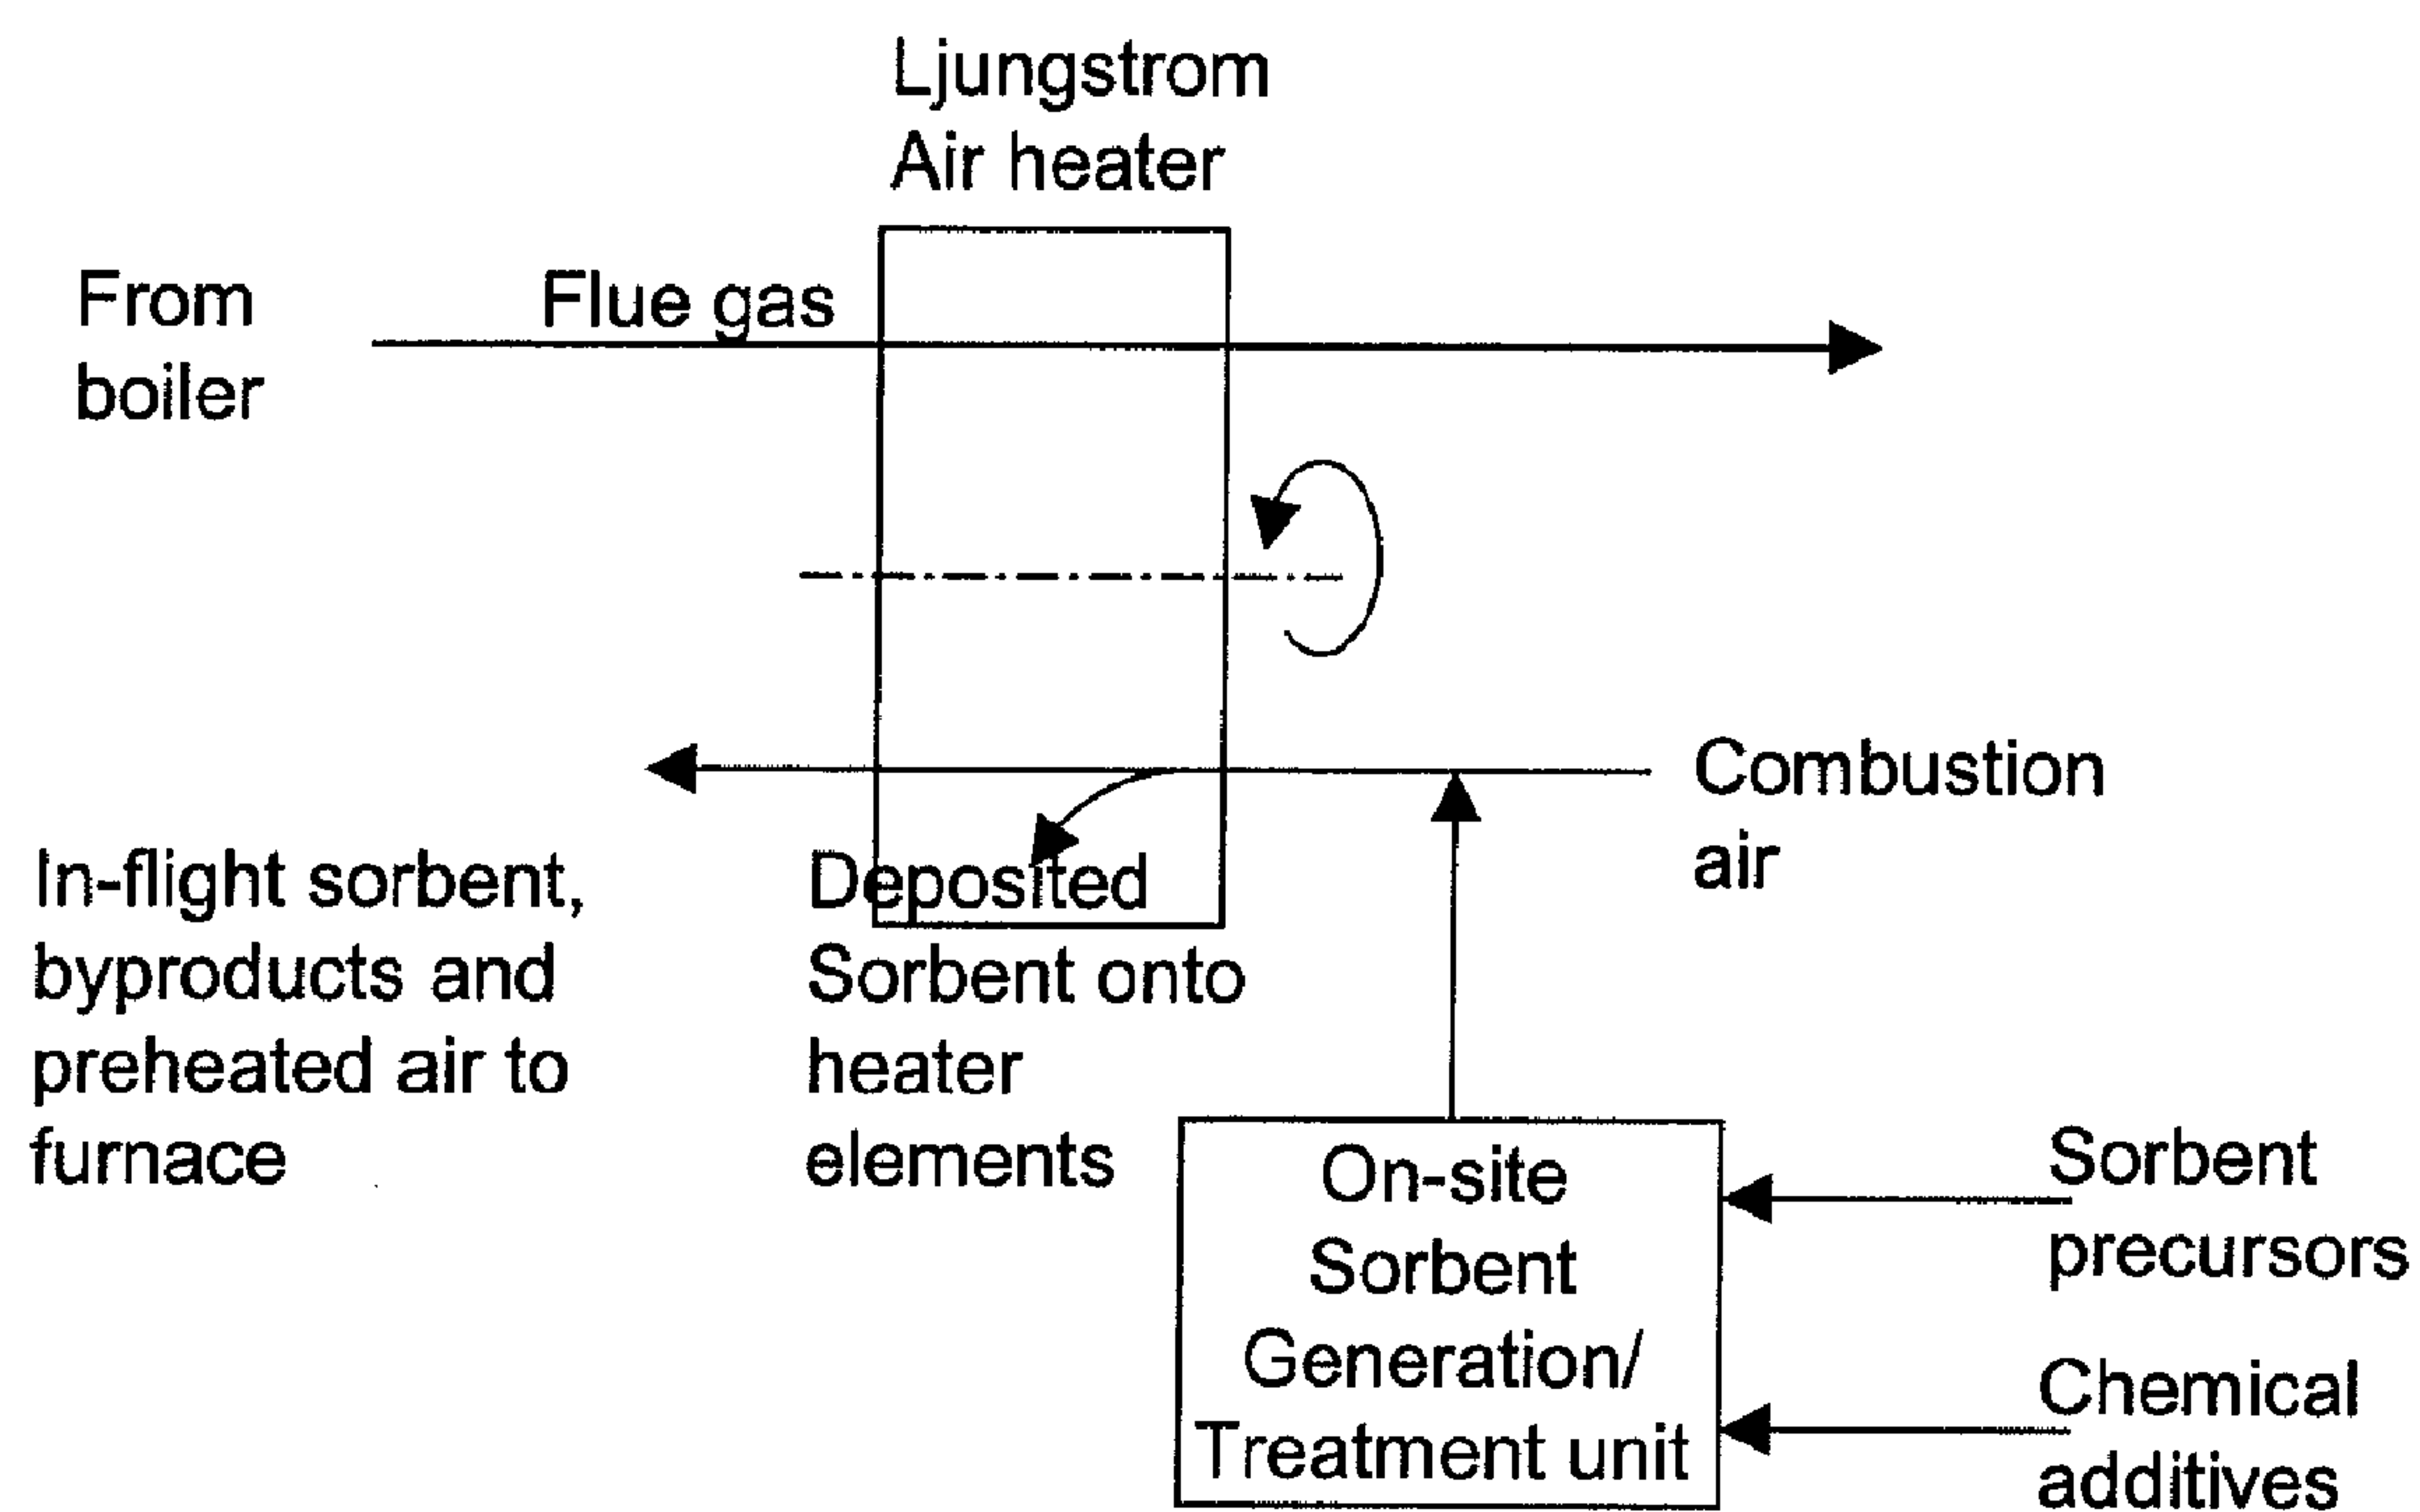 Ljungstrom
Air heater
From
boiler
Flue gas
Combustion
air
In-flight sorbent,
byproducts and
preheated air to
furnace
Deposited
Sorbent onto
heater
elements
On-site
Sorbent
Generation/
Treatment unit
Sorbent
precursors
Chemical
additives